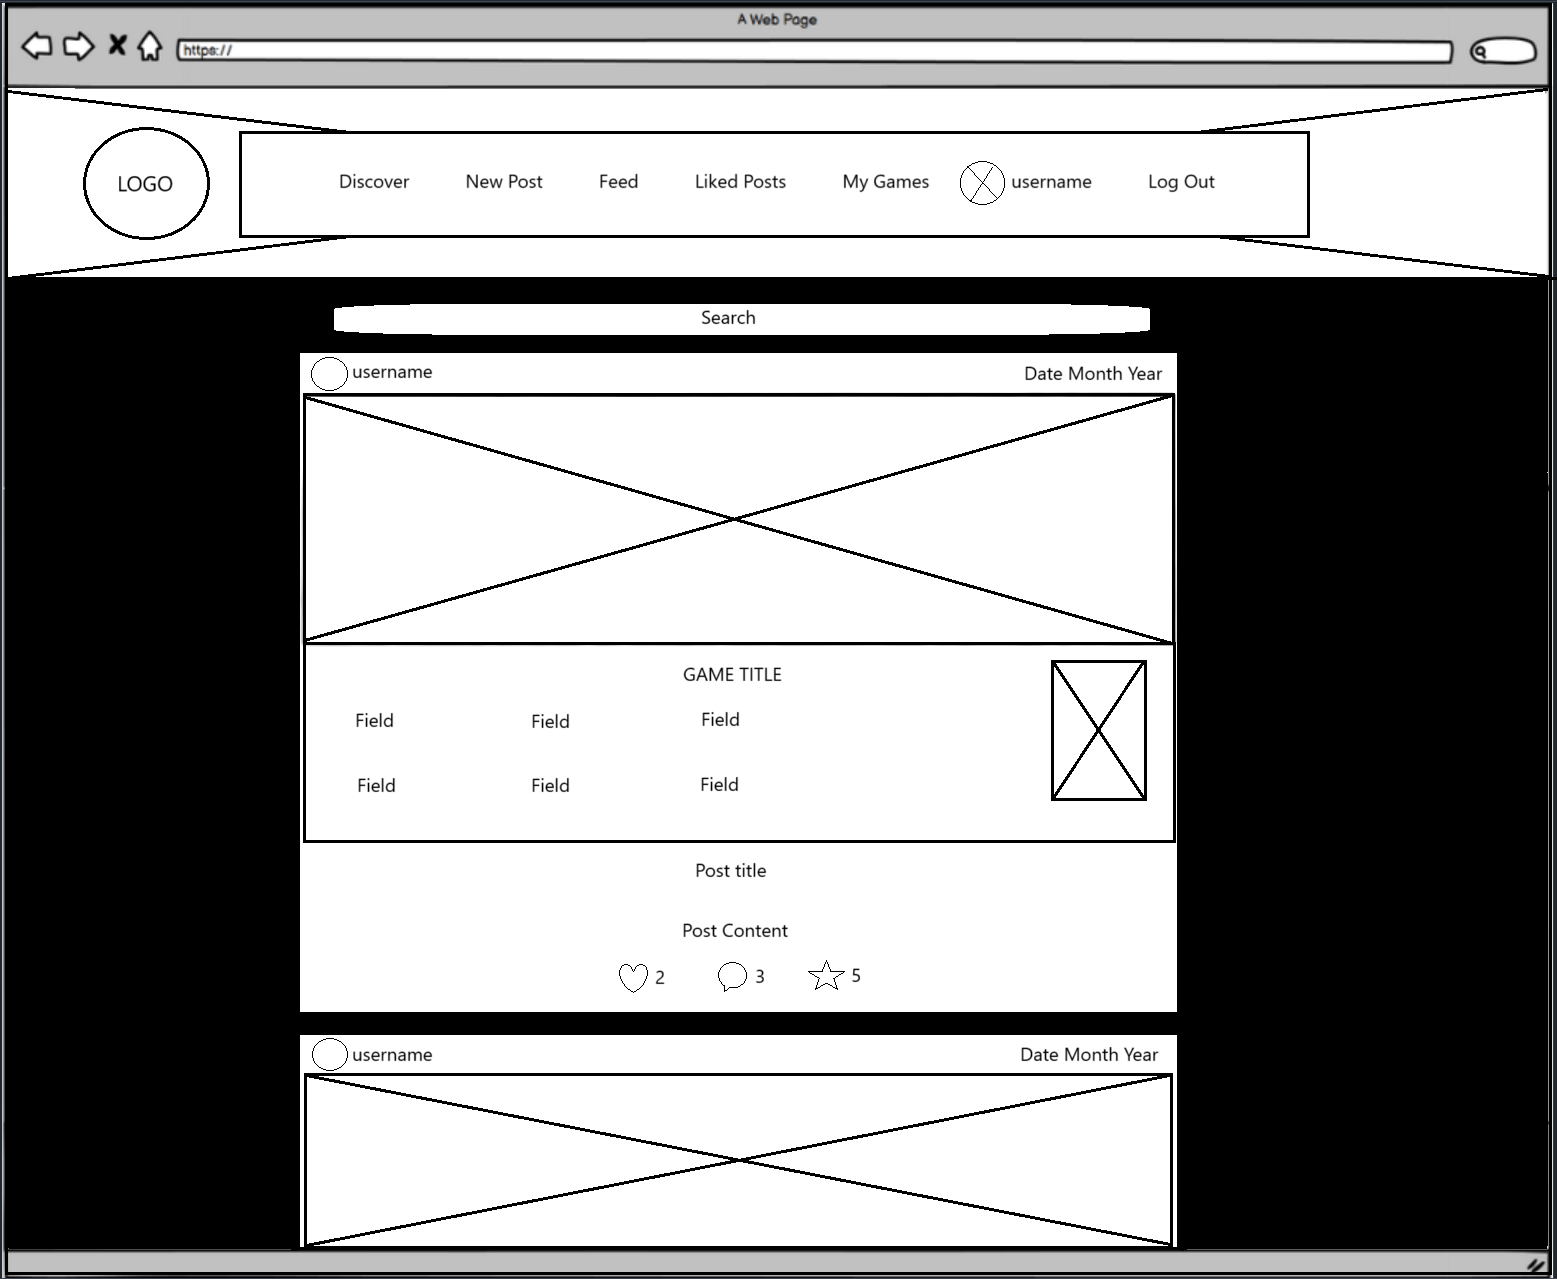 A Web Page
https://
LOGO
Discover New Post Feed Liked Posts My Games username Log Out
Search
username Date Month Year
GAME TITLE
Field Field Field
Field Field Field
Post title
Post Content
2 3 5
username Date Month Year